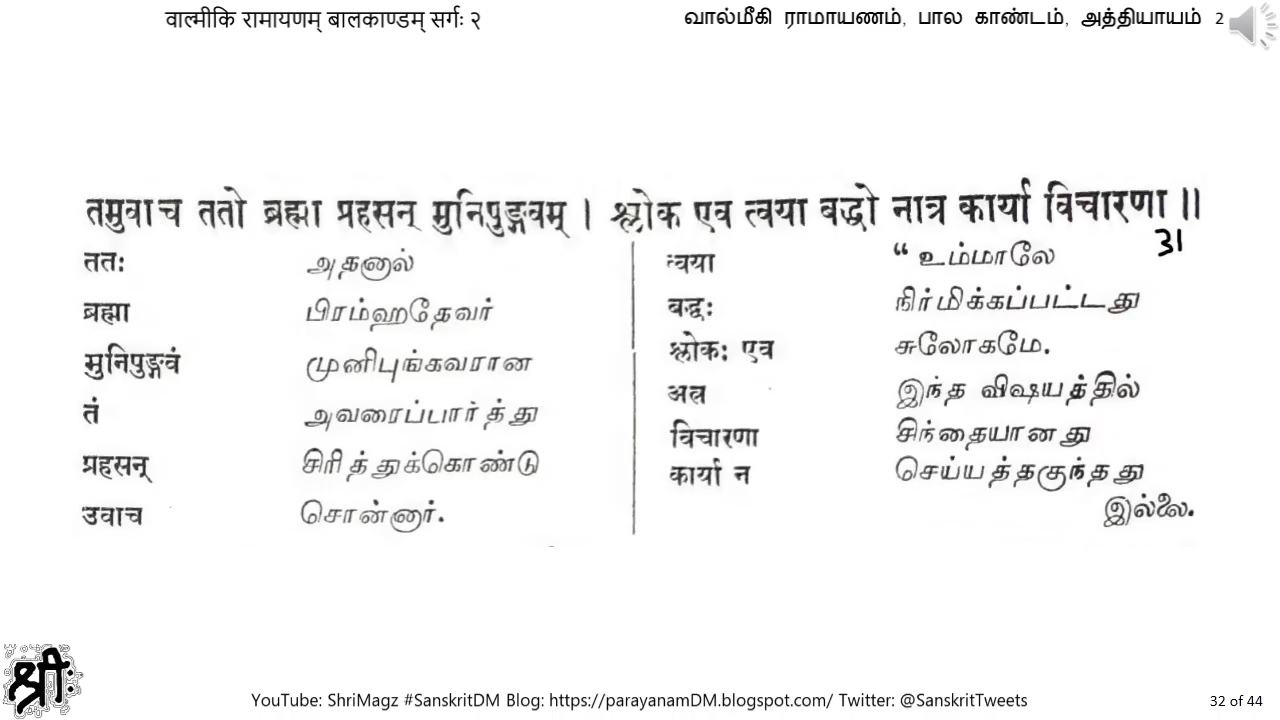 वाल्मीकि रामायणम् बालकाण्डम् सर्गः २
வால்மீகி ராமாயணம், பால காண்டம், அத்தியாயம் 2
तमुवाच ततो ब्रह्मा प्रहसन् मुनिपुङ्गवम् । श्लोक एव त्वया बद्धो नात्र कार्या विचारणा ॥
31
ततः அதனால்
ब्रह्मा பிரம்ஹதேவர்
मुनिपुङ्गवं முனிபுங்கவரான
तं அவரைப்பார்த்து
प्रहसन् சிரித்துக்கொண்டு
उवाच சொன்னார்.
त्वया “ உம்மாலே
बद्धः நிர்மிக்கப்பட்டது
श्लोकः एव சுலோகமே.
अत्र இந்த விஷயத்தில்
विचारणा சிந்தையானது
कार्या न செய்யத்தகுந்தது
இல்லை.
श्रीः
YouTube: ShriMagz #SanskritDM Blog: https://parayanamDM.blogspot.com/ Twitter: @SanskritTweets
32 of 44